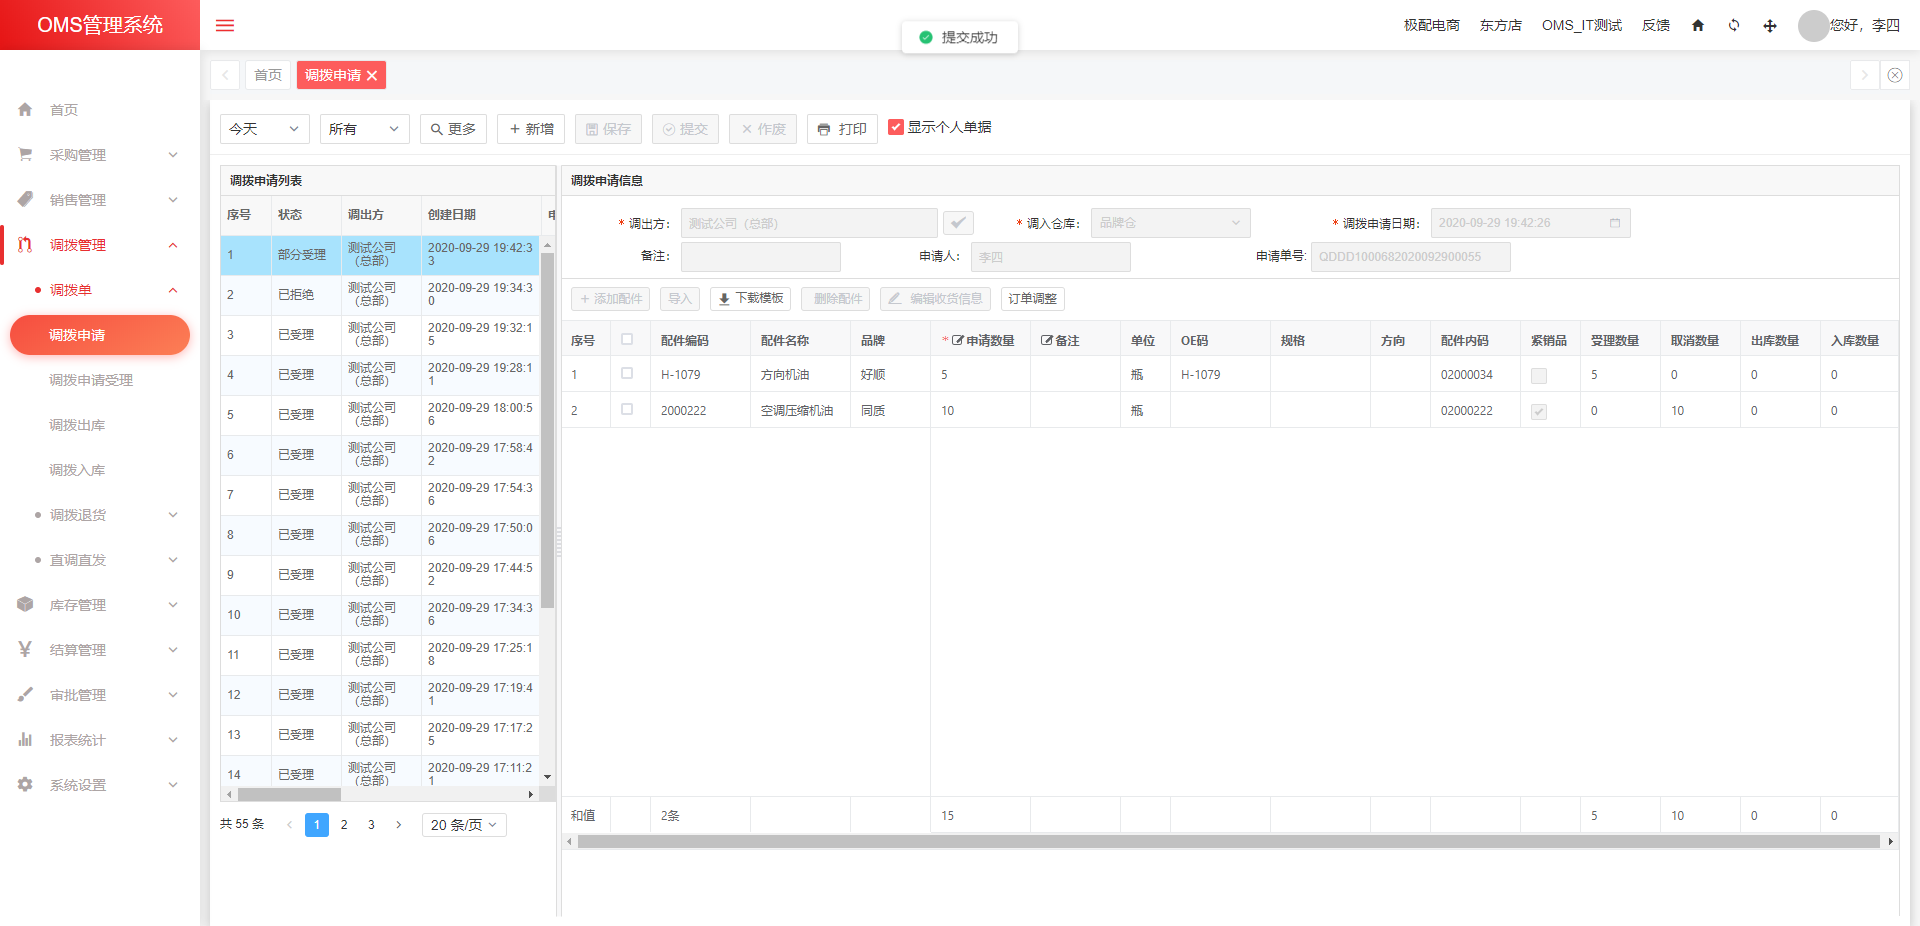 OMS管理系统
提交成功
极配电商 东方店 OMS_IT测试 反馈 您好，李四
首页 调拨申请
首页
采购管理
销售管理
调拨管理
调拨单
调拨申请
调拨申请受理
调拨出库
调拨入库
调拨退货
直调直发
库存管理
结算管理
审批管理
报表统计
系统设置
今天 所有 更多 新增 保存 提交 作废 打印 显示个人单据
调拨申请列表
序号 状态 调出方 创建日期
1 部分受理 测试公司（总部） 2020-09-29 19:42:33
2 已拒绝 测试公司（总部） 2020-09-29 19:34:30
3 已受理 测试公司（总部） 2020-09-29 19:32:15
4 已受理 测试公司（总部） 2020-09-29 19:28:11
5 已受理 测试公司（总部） 2020-09-29 18:00:56
6 已受理 测试公司（总部） 2020-09-29 17:58:42
7 已受理 测试公司（总部） 2020-09-29 17:54:36
8 已受理 测试公司（总部） 2020-09-29 17:50:06
9 已受理 测试公司（总部） 2020-09-29 17:44:52
10 已受理 测试公司（总部） 2020-09-29 17:34:36
11 已受理 测试公司（总部） 2020-09-29 17:25:18
12 已受理 测试公司（总部） 2020-09-29 17:19:41
13 已受理 测试公司（总部） 2020-09-29 17:17:25
14 已受理 测试公司（总部） 2020-09-29 17:11:21
共 55 条 1 2 3 20 条/页
调拨申请信息
* 调出方： 测试公司（总部） * 调入仓库： 品牌仓 * 调拨申请日期： 2020-09-29 19:42:26
备注： 申请人： 李四 申请单号: QDDD1000682020092900055
添加配件 导入 下载模板 删除配件 编辑收货信息 订单调整
序号 配件编码 配件名称 品牌 * 申请数量 备注 单位 OE码 规格 方向 配件内码 紧销品 受理数量 取消数量 出库数量 入库数量
1 H-1079 方向机油 好顺 5 瓶 H-1079 02000034 5 0 0 0
2 2000222 空调压缩机油 同质 10 瓶 02000222 0 10 0 0
和值 2条 15 5 10 0 0